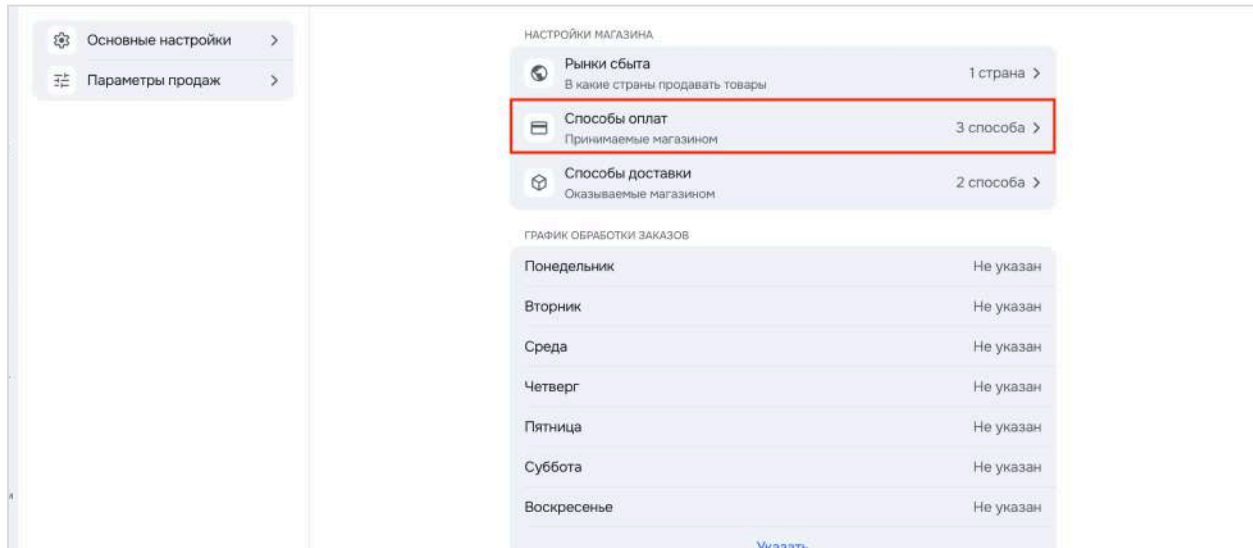 Основные настройки
Параметры продаж
НАСТРОЙКИ МАГАЗИНА
Рынки сбыта
В какие страны продавать товары
1 страна
Способы оплат
Принимаемые магазином
3 способа
Способы доставки
Оказываемые магазином
2 способа
ГРАФИК ОБРАБОТКИ ЗАКАЗОВ
Понедельник Не указан
Вторник Не указан
Среда Не указан
Четверг Не указан
Пятница Не указан
Суббота Не указан
Воскресенье Не указан
Указать